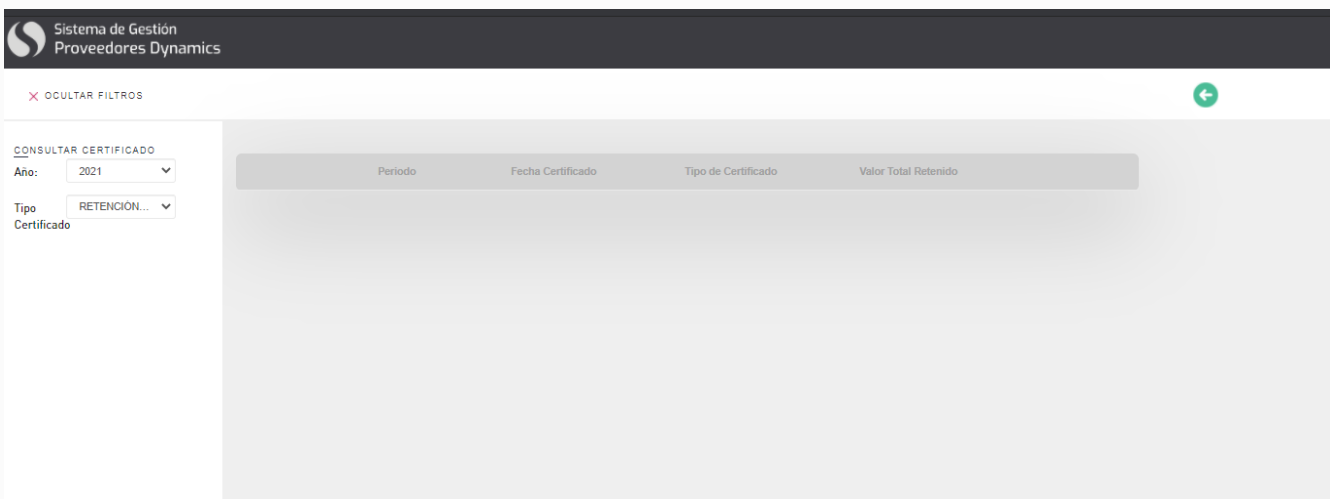 Sistema de Gestión
Proveedores Dynamics
OCULTAR FILTROS
CONSULTAR CERTIFICADO
Año: 2021
Tipo Certificado RETENCIÓN...
Periodo Fecha Certificado Tipo de Certificado Valor Total Retenido